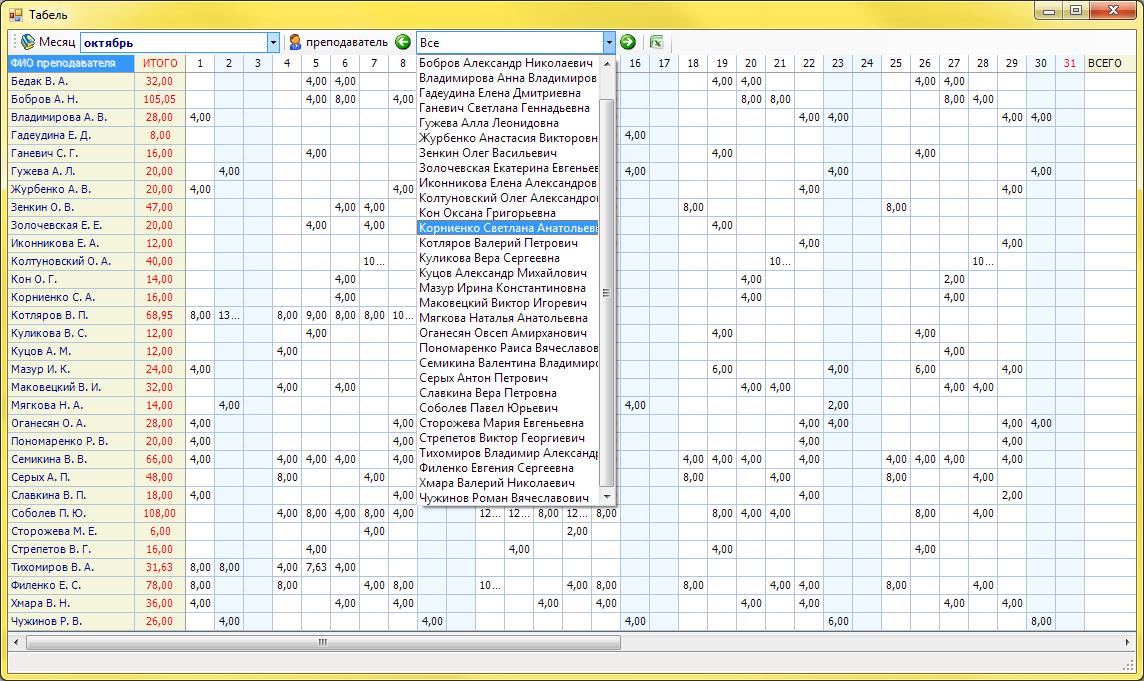 Табель
Месяц октябрь преподаватель Все
ФИО преподавателя ИТОГО 1 2 3 4 5 6 7 8 16 17 18 19 20 21 22 23 24 25 26 27 28 29 30 31 ВСЕГО
Бедак В. А. 32,00 4,00 4,00 4,00 4,00 4,00 4,00
Бобров А. Н. 105,05 4,00 8,00 4,00 8,00 8,00 8,00 4,00
Владимирова А. В. 28,00 4,00 4,00 4,00 4,00 4,00
Гадеудина Е. Д. 8,00 4,00
Ганевич С. Г. 16,00 4,00 4,00 4,00
Гужева А. Л. 20,00 4,00 4,00 4,00 4,00
Журбенко А. В. 20,00 4,00 4,00 4,00 4,00
Зенкин О. В. 47,00 4,00 4,00 8,00 8,00
Золочевская Е. Е. 20,00 4,00 4,00 4,00
Иконникова Е. А. 12,00 4,00 4,00
Колтуновский О. А. 40,00 10... 10... 10...
Кон О. Г. 14,00 4,00 4,00 2,00
Корниенко С. А. 16,00 4,00 4,00 4,00
Котляров В. П. 68,95 8,00 13... 8,00 9,00 8,00 8,00 10...
Куликова В. С. 12,00 4,00 4,00 4,00
Куцов А. М. 12,00 4,00 4,00
Мазур И. К. 24,00 4,00 6,00 4,00 6,00 4,00
Маковецкий В. И. 32,00 4,00 4,00 4,00 4,00 4,00 4,00
Мягкова Н. А. 14,00 4,00 4,00 2,00
Оганесян О. А. 28,00 4,00 4,00 4,00 4,00 4,00 4,00
Пономаренко Р. В. 20,00 4,00 4,00 4,00 4,00
Семикина В. В. 66,00 4,00 4,00 4,00 4,00 4,00 4,00 4,00 4,00 4,00 4,00 4,00 4,00 4,00 4,00
Серых А. П. 48,00 8,00 4,00 8,00 4,00 8,00 4,00
Славкина В. П. 18,00 4,00 4,00 4,00 2,00
Соболев П. Ю. 108,00 4,00 8,00 4,00 8,00 4,00 12... 12... 8,00 12... 8,00 8,00 4,00 4,00 8,00 4,00
Сторожева М. Е. 6,00 4,00 2,00
Стрепетов В. Г. 16,00 4,00 4,00 4,00 4,00
Тихомиров В. А. 31,63 8,00 8,00 4,00 7,63 4,00
Филенко Е. С. 78,00 8,00 8,00 4,00 8,00 10... 4,00 8,00 8,00 4,00 4,00 8,00 4,00
Хмара В. Н. 36,00 4,00 4,00 4,00 4,00 4,00 4,00 4,00 4,00 4,00
Чужинов Р. В. 26,00 4,00 4,00 4,00 6,00 8,00
Бобров Александр Николаевич
Владимирова Анна Владимиров
Гадеудина Елена Дмитриевна
Ганевич Светлана Геннадьевна
Гужева Алла Леонидовна
Журбенко Анастасия Викторовн
Зенкин Олег Васильевич
Золочевская Екатерина Евгеньев
Иконникова Елена Александров
Колтуновский Олег Александро
Кон Оксана Григорьевна
Корниенко Светлана Анатольев
Котляров Валерий Петрович
Куликова Вера Сергеевна
Куцов Александр Михайлович
Мазур Ирина Константиновна
Маковецкий Виктор Игоревич
Мягкова Наталья Анатольевна
Оганесян Овсеп Амирханович
Пономаренко Раиса Вячеславов
Семикина Валентина Владимиро
Серых Антон Петрович
Славкина Вера Петровна
Соболев Павел Юрьевич
Сторожева Мария Евгеньевна
Стрепетов Виктор Георгиевич
Тихомиров Владимир Александр
Филенко Евгения Сергеевна
Хмара Валерий Николаевич
Чужинов Роман Вячеславович